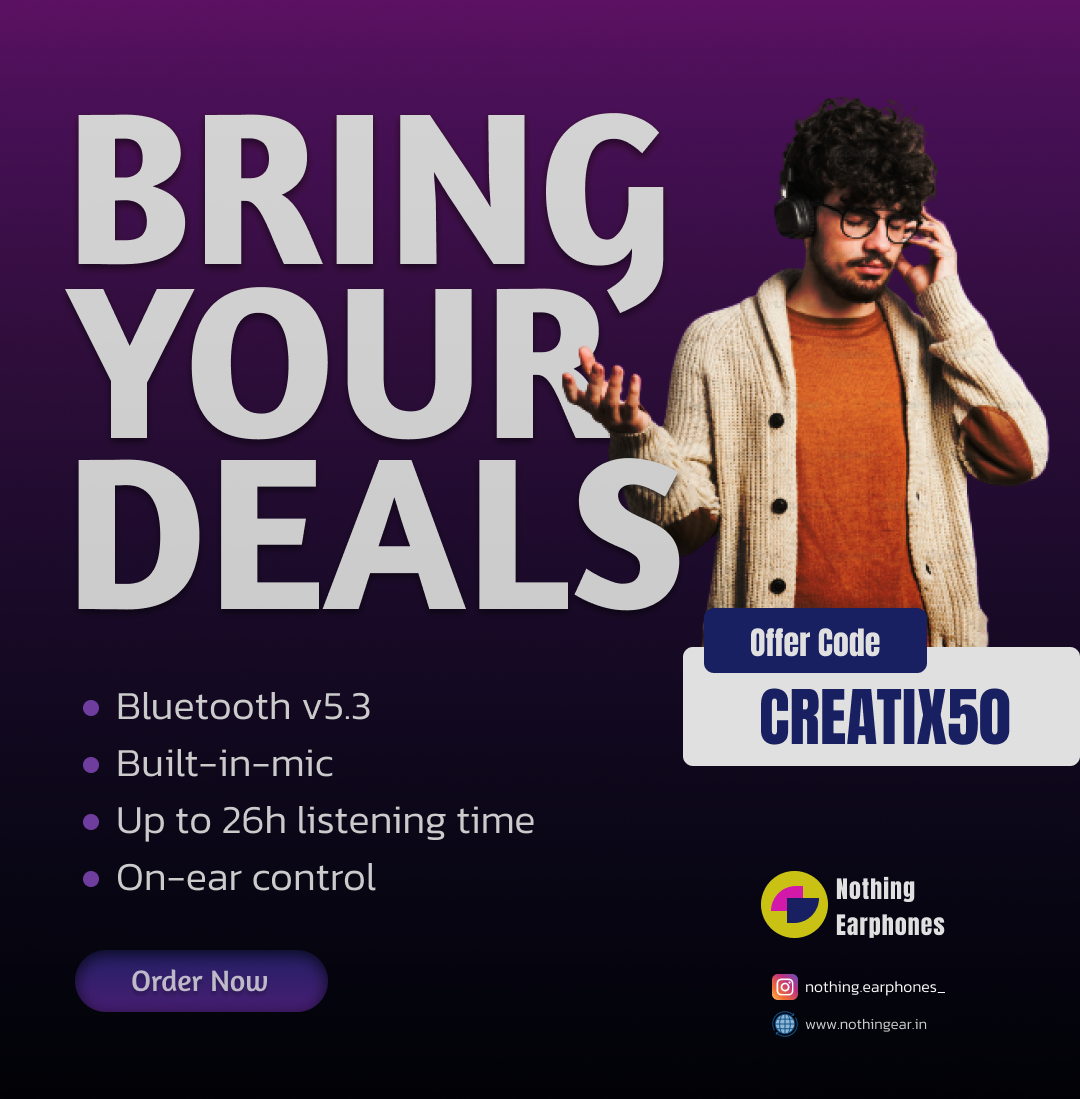 BRING
YOUR
DEALS
Offer Code
CREATIX50
Bluetooth v5.3
Built-in-mic
Up to 26h listening time
On-ear control
Order Now
Nothing
Earphones
nothing.earphones_
www.nothingear.in